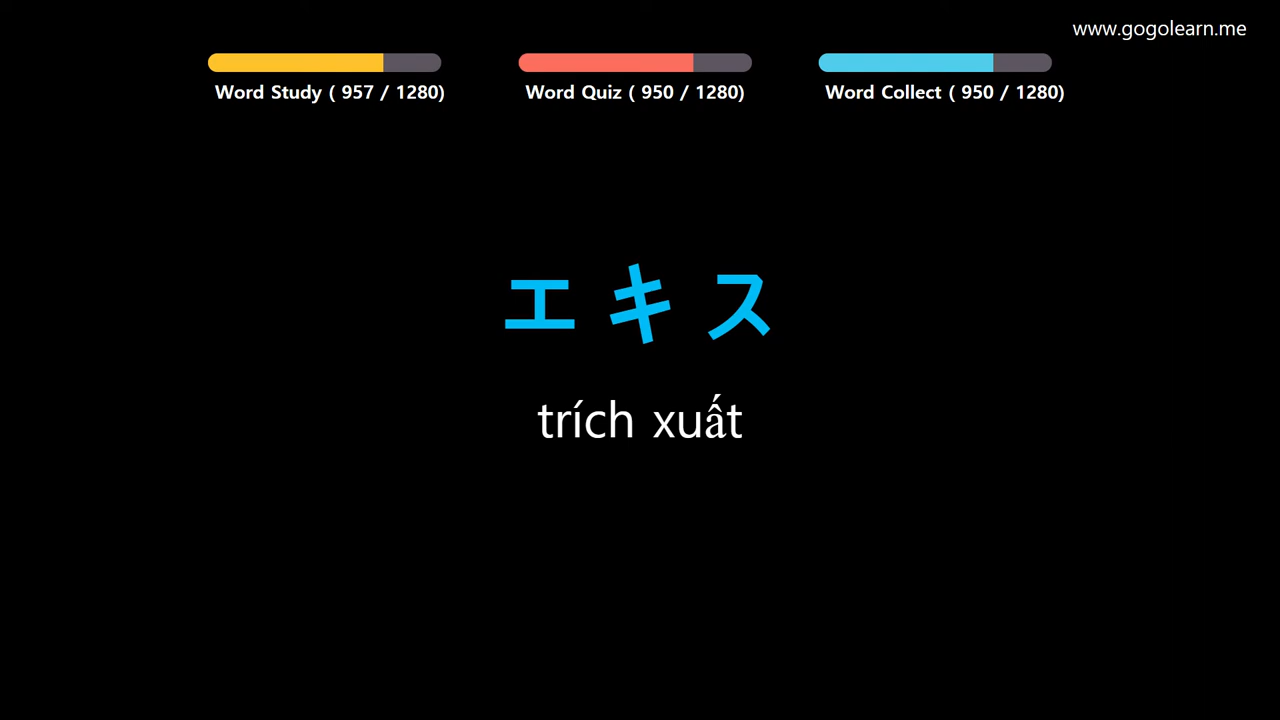 www.gogolearn.me
Word Study ( 957 / 1280)
Word Quiz ( 950 / 1280)
Word Collect ( 950 / 1280)
エキス
trích xuất